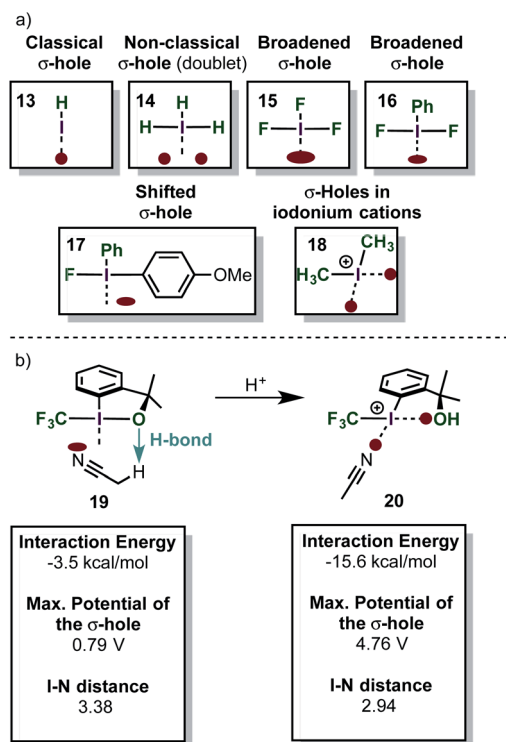 a)
Classical
σ-hole
Non-classical
σ-hole (doublet)
Broadened
σ-hole
Broadened
σ-hole
13
H
I
14
H
H I H
15
F
F I F
16
Ph
F I F
Shifted
σ-hole
σ-Holes in
iodonium cations
17
Ph
F I OMe
18
CH3
⊕
H3C I
b)
F3C I O
H-bond
N
H
19
H+
⊕
F3C I OH
N
20
Interaction Energy
-3.5 kcal/mol
Max. Potential of
the σ-hole
0.79 V
I-N distance
3.38
Interaction Energy
-15.6 kcal/mol
Max. Potential of
the σ-hole
4.76 V
I-N distance
2.94